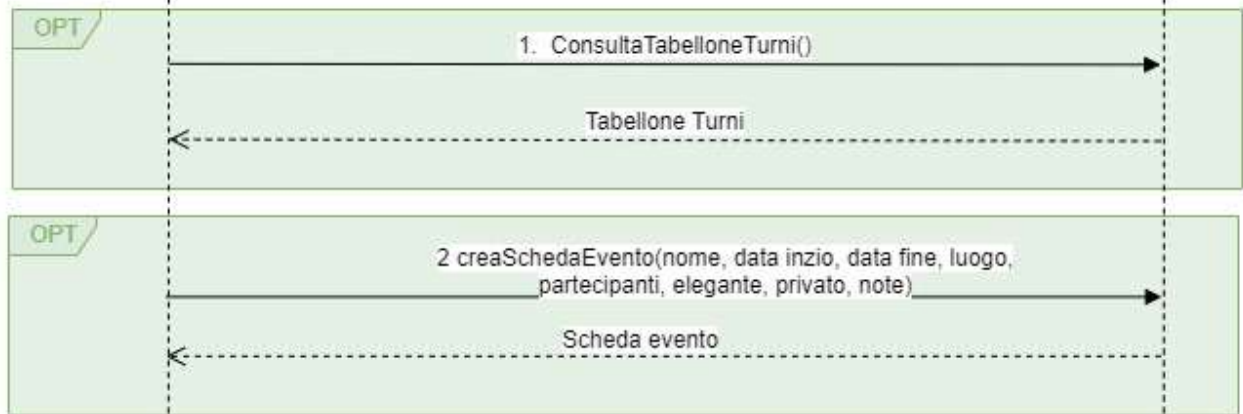 OPT
1. ConsultaTabelloneTurni()
Tabellone Turni
OPT
2 creaSchedaEvento(nome, data inzio, data fine, luogo,
partecipanti, elegante, privato, note)
Scheda evento